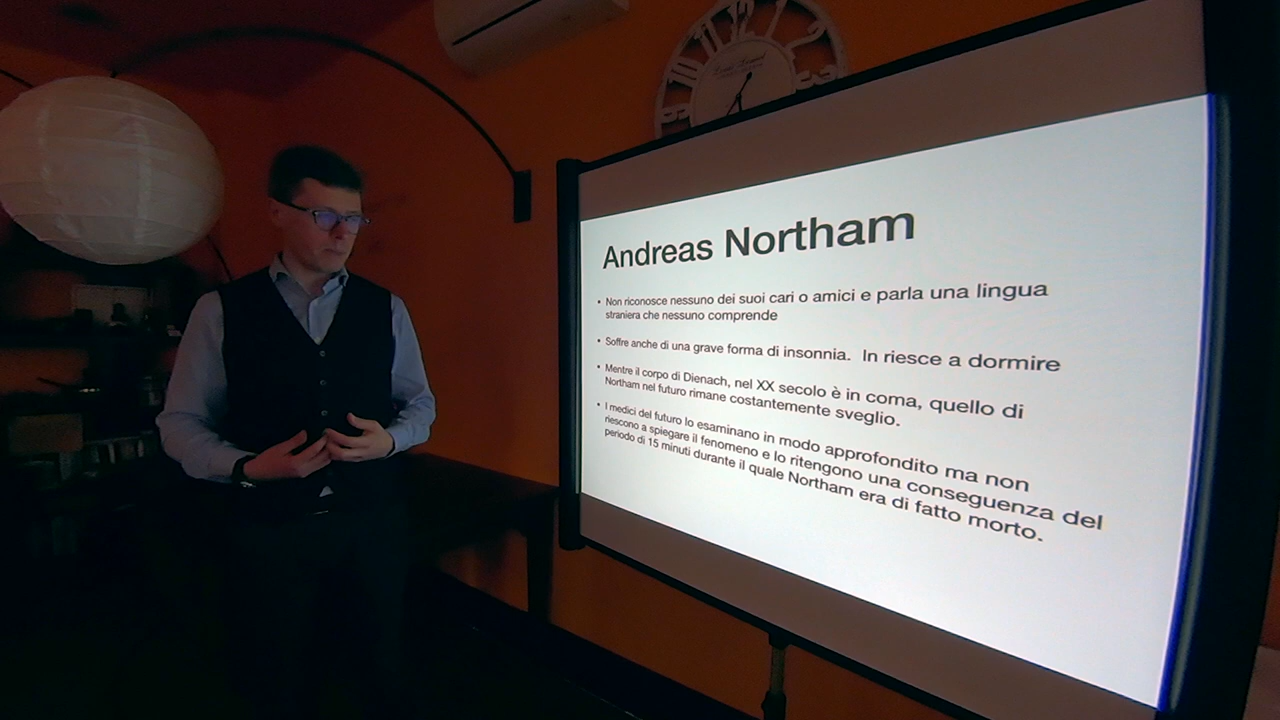 Andreas Northam
• Non riconosce nessuno dei suoi cari o amici e parla una lingua
straniera che nessuno comprende
• Soffre anche di una grave forma di insonnia. In riesce a dormire
• Mentre il corpo di Dienach, nel XX secolo è in coma, quello di
Northam nel futuro rimane costantemente sveglio.
• I medici del futuro lo esaminano in modo approfondito ma non
riescono a spiegare il fenomeno e lo ritengono una conseguenza del
periodo di 15 minuti durante il quale Northam era di fatto morto.